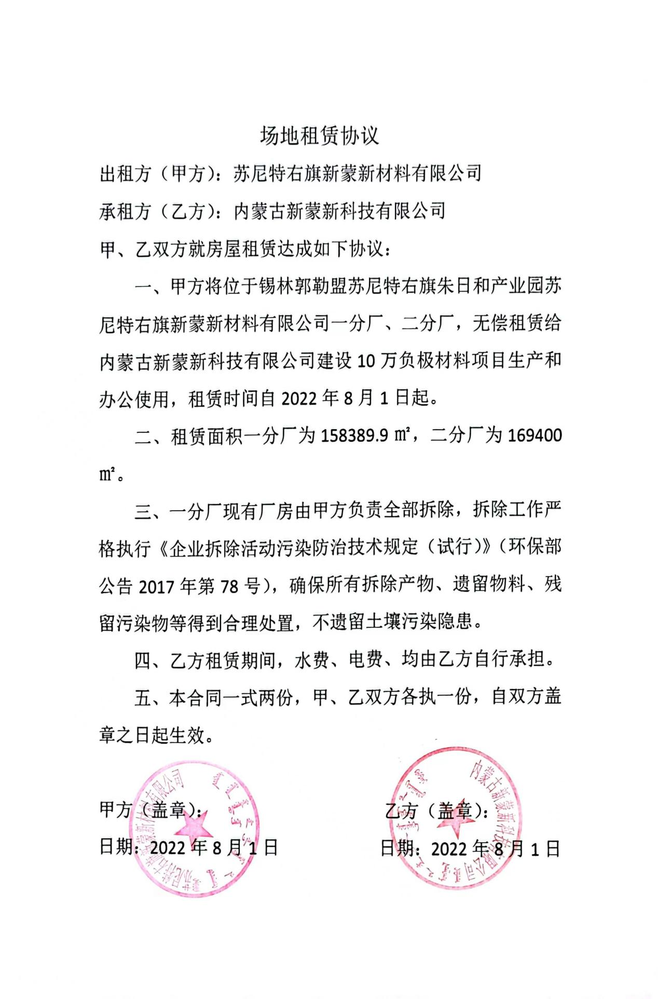 场地租赁协议
出租方（甲方）：苏尼特右旗新蒙新材料有限公司
承租方（乙方）：内蒙古新蒙新科技有限公司
甲、乙双方就房屋租赁达成如下协议：
一、甲方将位于锡林郭勒盟苏尼特右旗朱日和产业园苏
尼特右旗新蒙新材料有限公司一分厂、二分厂，无偿租赁给
内蒙古新蒙新科技有限公司建设 10 万负极材料项目生产和
办公使用，租赁时间自 2022 年 8 月 1 日起。
二、租赁面积一分厂为 158389.9 ㎡，二分厂为 169400
㎡。
三、一分厂现有厂房由甲方负责全部拆除，拆除工作严
格执行《企业拆除活动污染防治技术规定（试行）》（环保部
公告 2017 年第 78 号），确保所有拆除产物、遗留物料、残
留污染物等得到合理处置，不遗留土壤污染隐患。
四、乙方租赁期间，水费、电费、均由乙方自行承担。
五、本合同一式两份，甲、乙双方各执一份，自双方盖
章之日起生效。
甲方（盖章）：
乙方（盖章）：
日期：2022 年 8 月 1 日
日期：2022 年 8 月 1 日
苏尼特右旗新蒙新材料有限公司
内蒙古新蒙新科技有限公司